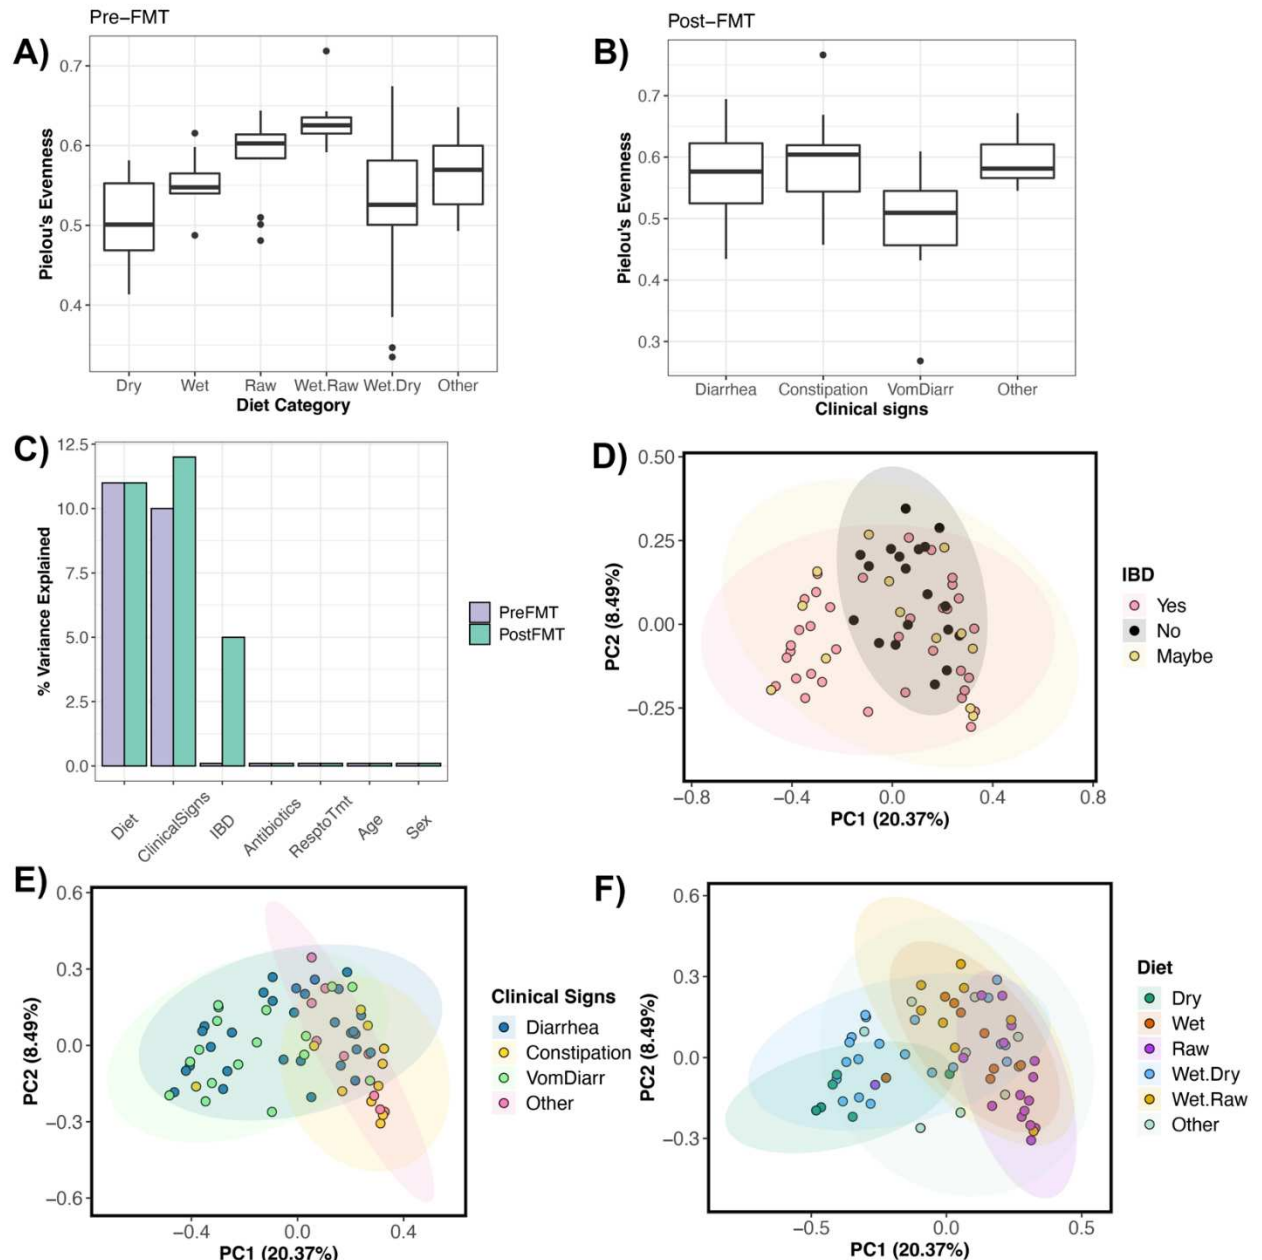 Pre−FMT
A)
0.7
0.6
0.5
0.4
Pielou's Evenness
Dry Wet Raw Wet.Raw Wet.Dry Other
Diet Category
Post−FMT
B)
0.7
0.6
0.5
0.4
0.3
Pielou's Evenness
Diarrhea Constipation VomDiarr Other
Clinical signs
C)
12.5
10.0
7.5
5.0
2.5
0.0
% Variance Explained
Diet ClinicalSigns IBD Antibiotics ResptoTmt Age Sex
PreFMT
PostFMT
D)
0.50
0.25
0.00
−0.25
PC2 (8.49%)
−0.8 −0.4 0.0 0.4 0.8
PC1 (20.37%)
IBD
Yes
No
Maybe
E)
0.6
0.3
0.0
−0.3
−0.6
PC2 (8.49%)
−0.4 0.0 0.4
PC1 (20.37%)
Clinical Signs
Diarrhea
Constipation
VomDiarr
Other
F)
0.6
0.3
0.0
−0.3
PC2 (8.49%)
−0.5 0.0 0.5
PC1 (20.37%)
Diet
Dry
Wet
Raw
Wet.Dry
Wet.Raw
Other